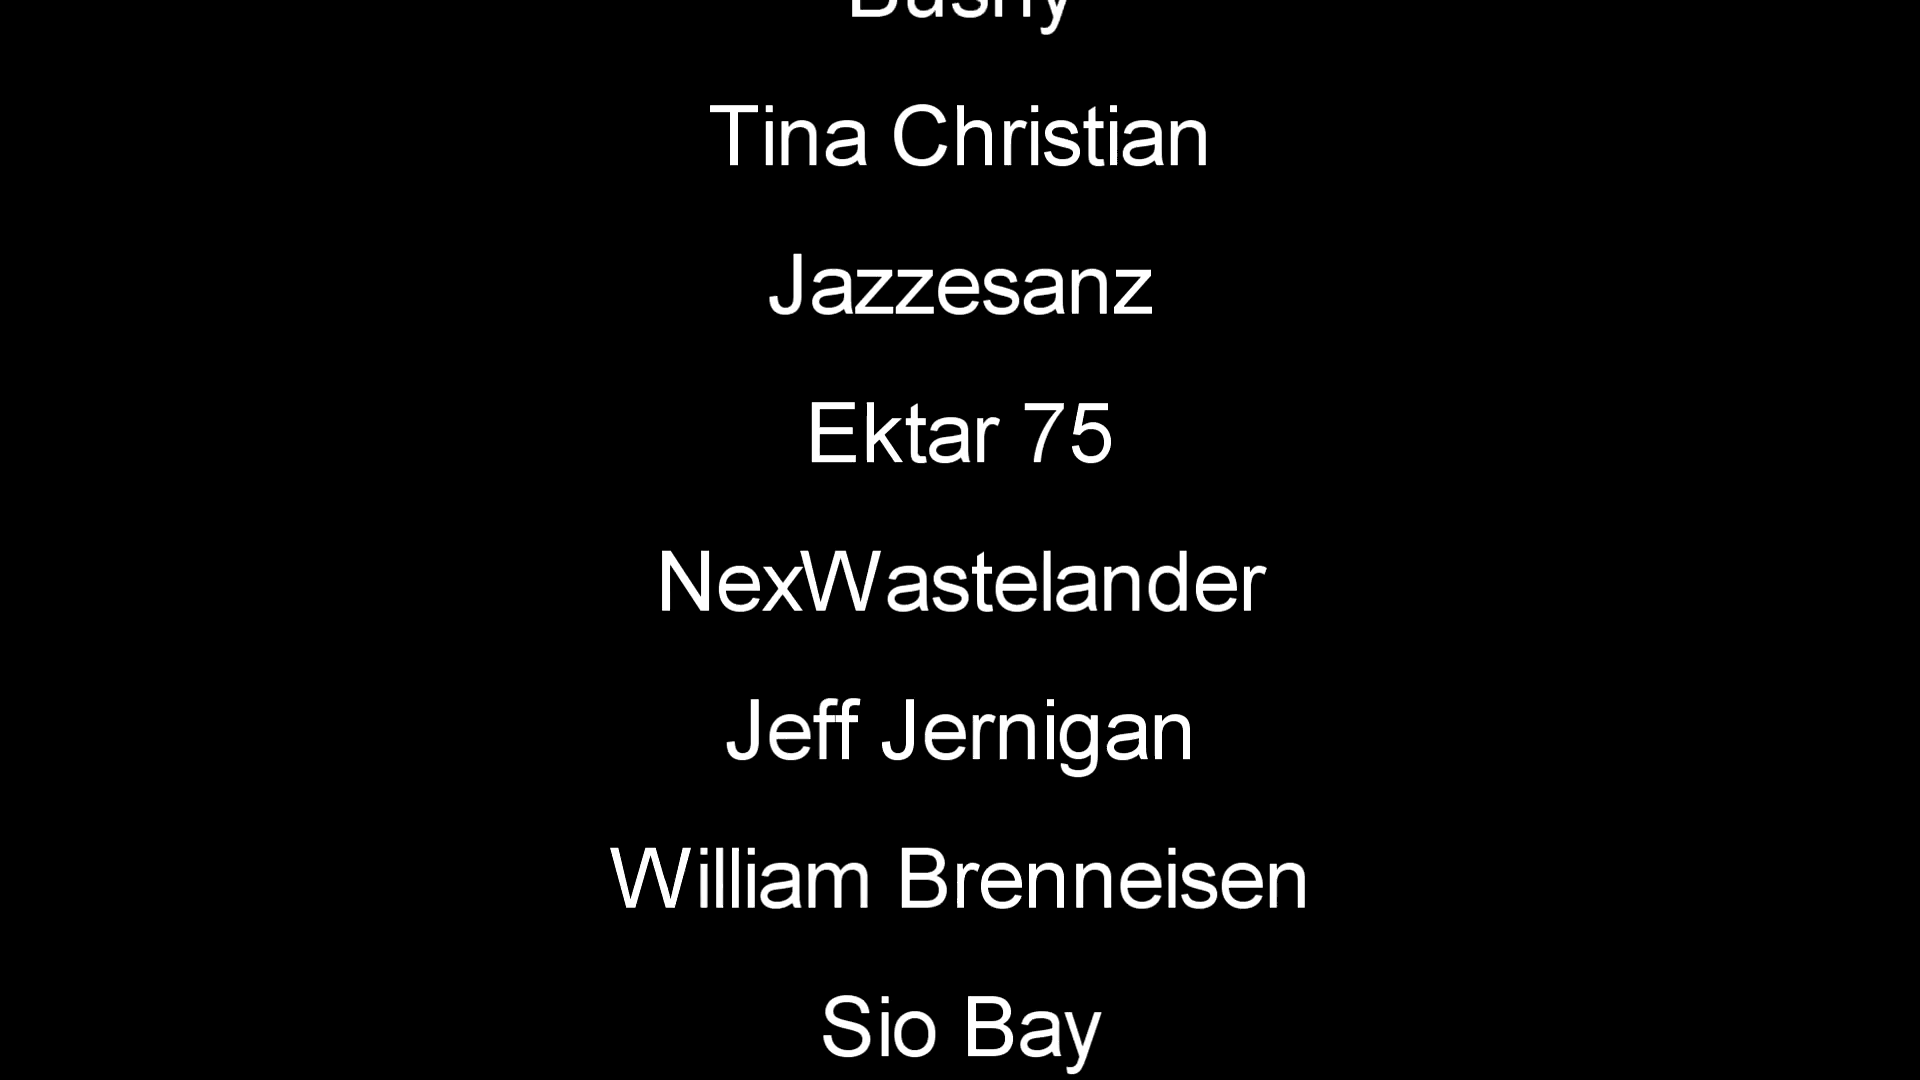 Tina Christian
Jazzesanz
Ektar 75
NexWastelander
Jeff Jernigan
William Brenneisen
Sio Bay